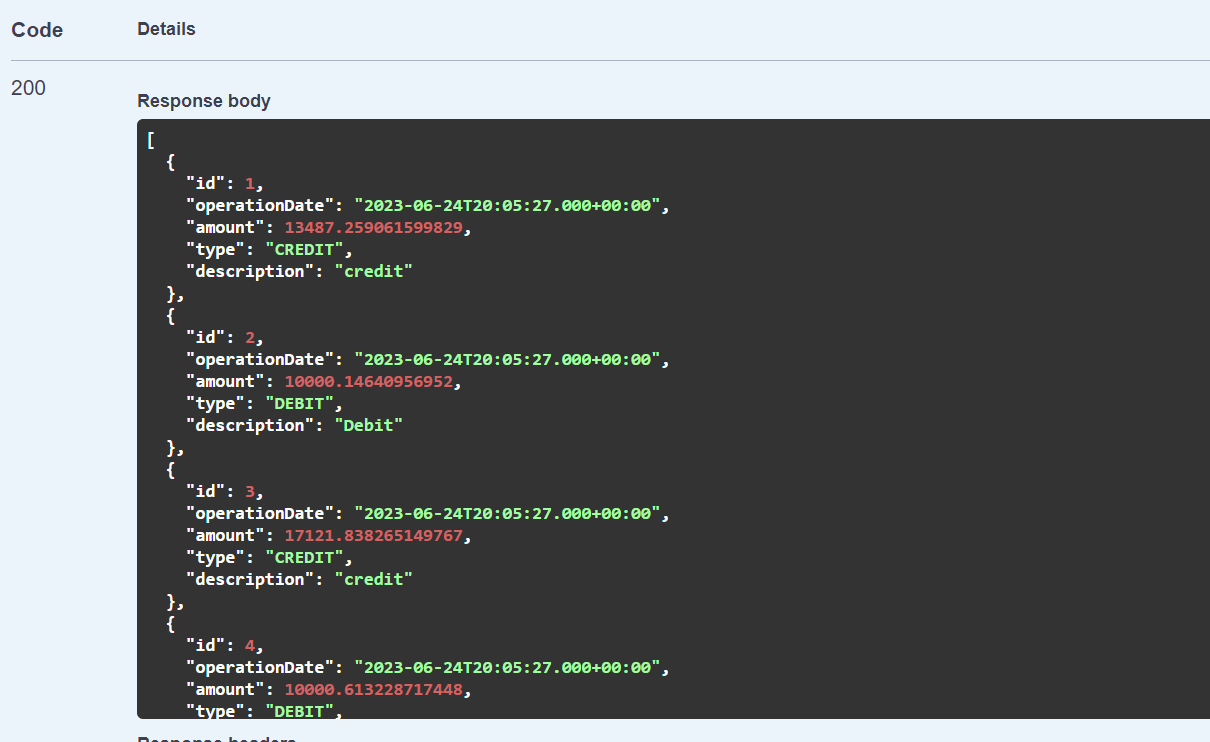 Code Details
200
Response body
[
  {
    "id": 1,
    "operationDate": "2023-06-24T20:05:27.000+00:00",
    "amount": 13487.259061599829,
    "type": "CREDIT",
    "description": "credit"
  },
  {
    "id": 2,
    "operationDate": "2023-06-24T20:05:27.000+00:00",
    "amount": 10000.14640956952,
    "type": "DEBIT",
    "description": "Debit"
  },
  {
    "id": 3,
    "operationDate": "2023-06-24T20:05:27.000+00:00",
    "amount": 17121.838265149767,
    "type": "CREDIT",
    "description": "credit"
  },
  {
    "id": 4,
    "operationDate": "2023-06-24T20:05:27.000+00:00",
    "amount": 10000.613228717448,
    "type": "DEBIT",
Response headers